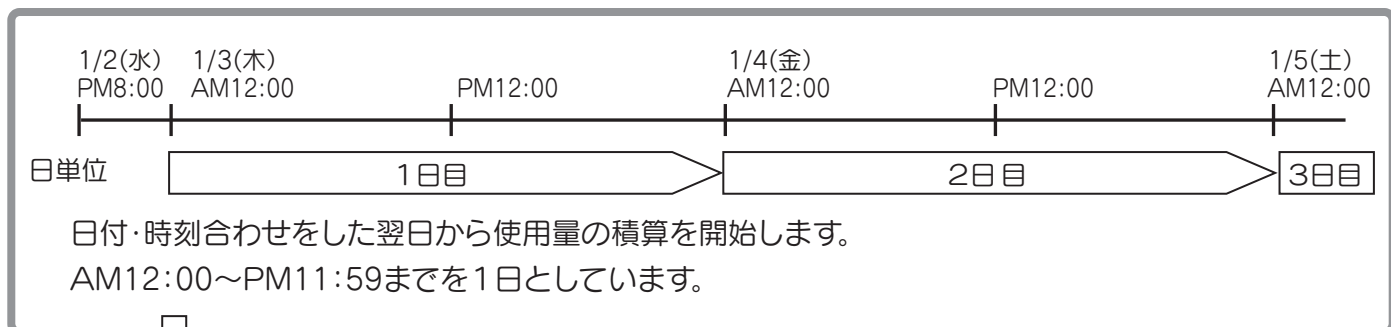 1/2(水) 1/3(木) 1/4(金) 1/5(土)
PM8:00 AM12:00 PM12:00 AM12:00 PM12:00 AM12:00
日単位 1日目 2日目 3日目
日付・時刻合わせをした翌日から使用量の積算を開始します。
AM12:00～PM11:59までを1日としています。